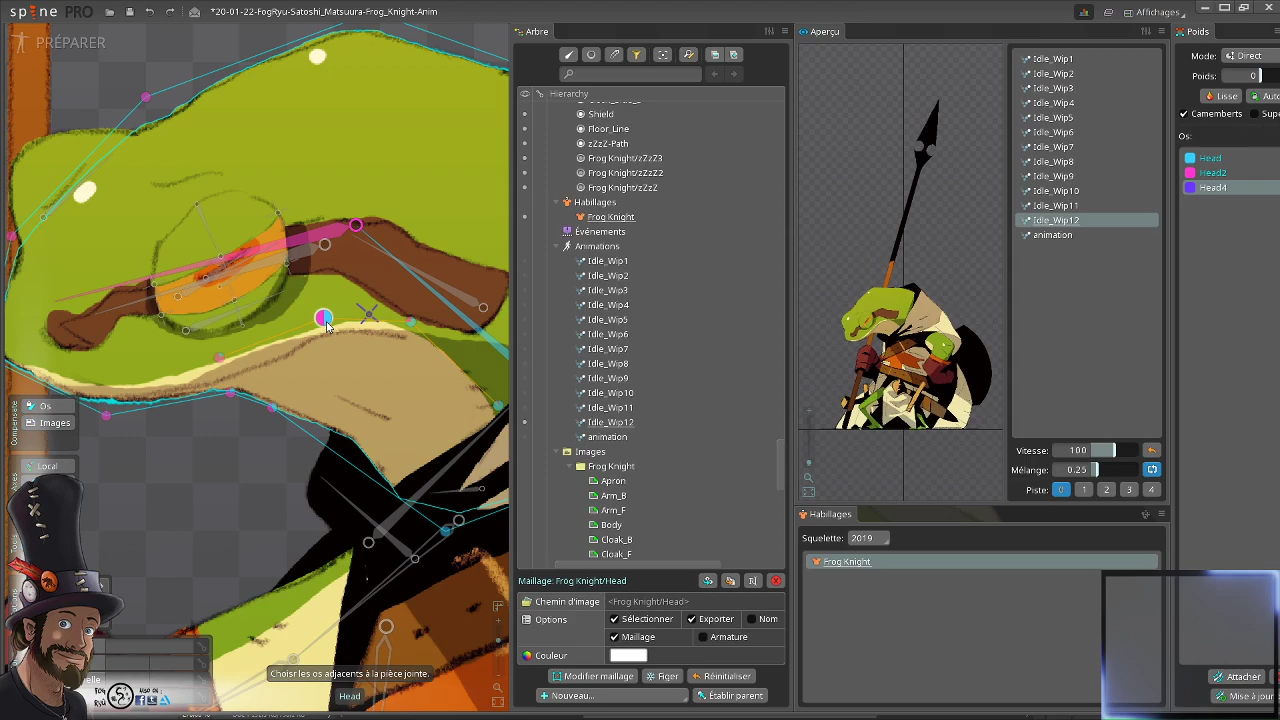 spine PRO
*20-01-22-FogRyu-Satoshi_Matsuura-Frog_Knight-Anim
Affichages
PRÉPARER
Arbre
Hierarchy
Shield
Floor_Line
zZzZ-Path
Frog Knight/zZzZ3
Frog Knight/zZzZ2
Frog Knight/zZzZ
Habillages
Frog Knight
Événements
Animations
Idle_Wip1
Idle_Wip2
Idle_Wip3
Idle_Wip4
Idle_Wip5
Idle_Wip6
Idle_Wip7
Idle_Wip8
Idle_Wip9
Idle_Wip10
Idle_Wip11
Idle_Wip12
animation
Images
Frog Knight
Apron
Arm_B
Arm_F
Body
Cloak_B
Cloak_F
Maillage: Frog Knight/Head
Chemin d'image
<Frog Knight/Head>
Options
Sélectionner
Exporter
Nom
Maillage
Armature
Couleur
Modifier maillage
Figer
Réinitialiser
Nouveau...
Établir parent
Aperçu
Idle_Wip1
Idle_Wip2
Idle_Wip3
Idle_Wip4
Idle_Wip5
Idle_Wip6
Idle_Wip7
Idle_Wip8
Idle_Wip9
Idle_Wip10
Idle_Wip11
Idle_Wip12
animation
Vitesse: 100
Mélange: 0.25
Piste: 0 1 2 3 4
Habillages
Squelette: 2019
Frog Knight
Poids
Mode: Direct
Poids: 0
Lisse
Camemberts
Os:
Head
Head2
Head4
Attacher
Mise à jour
Compensate
Os
Images
Local
Choisir les os adjacents à la pièce jointe.
Head